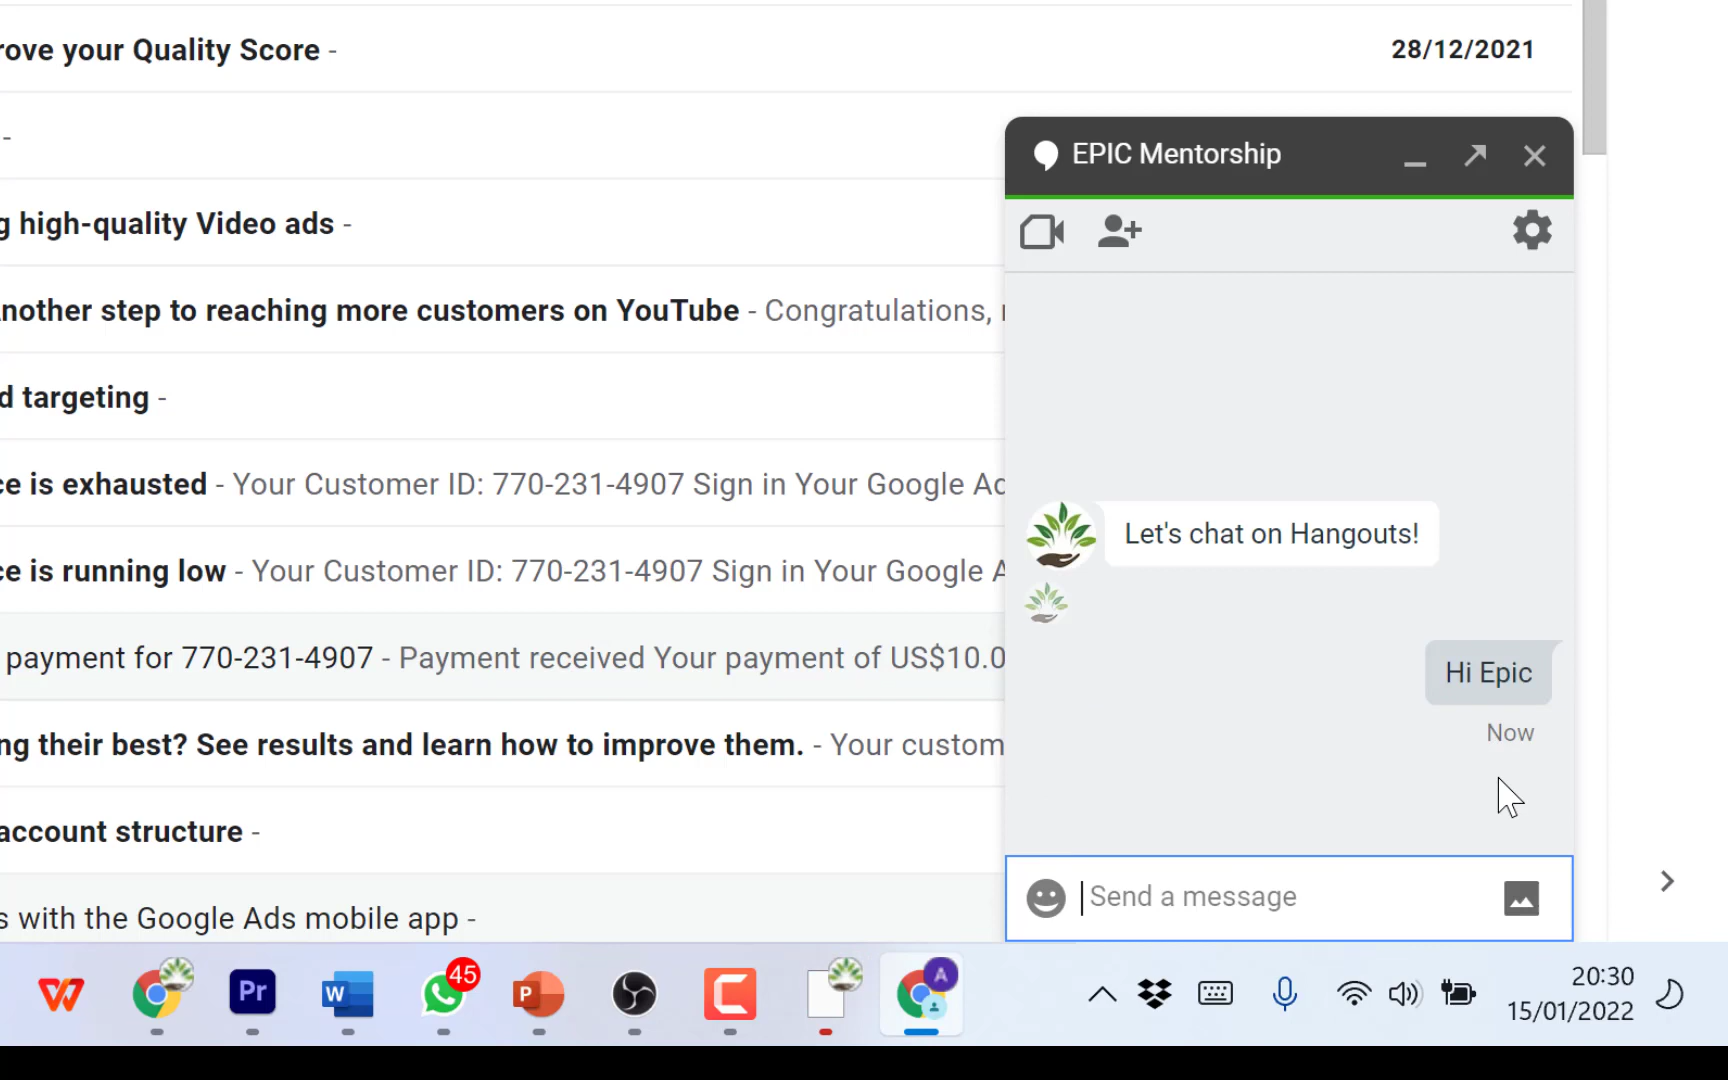 rove your Quality Score -
28/12/2021
-
EPIC Mentorship
g high-quality Video ads -
nother step to reaching more customers on YouTube - Congratulations,
d targeting -
ce is exhausted - Your Customer ID: 770-231-4907 Sign in Your Google Ad
Let's chat on Hangouts!
ce is running low - Your Customer ID: 770-231-4907 Sign in Your Google A
payment for 770-231-4907 - Payment received Your payment of US$10.0
Hi Epic
Now
ng their best? See results and learn how to improve them. - Your custom
account structure -
Send a message
s with the Google Ads mobile app -
W
Pr
W
45
P
A
20:30
15/01/2022